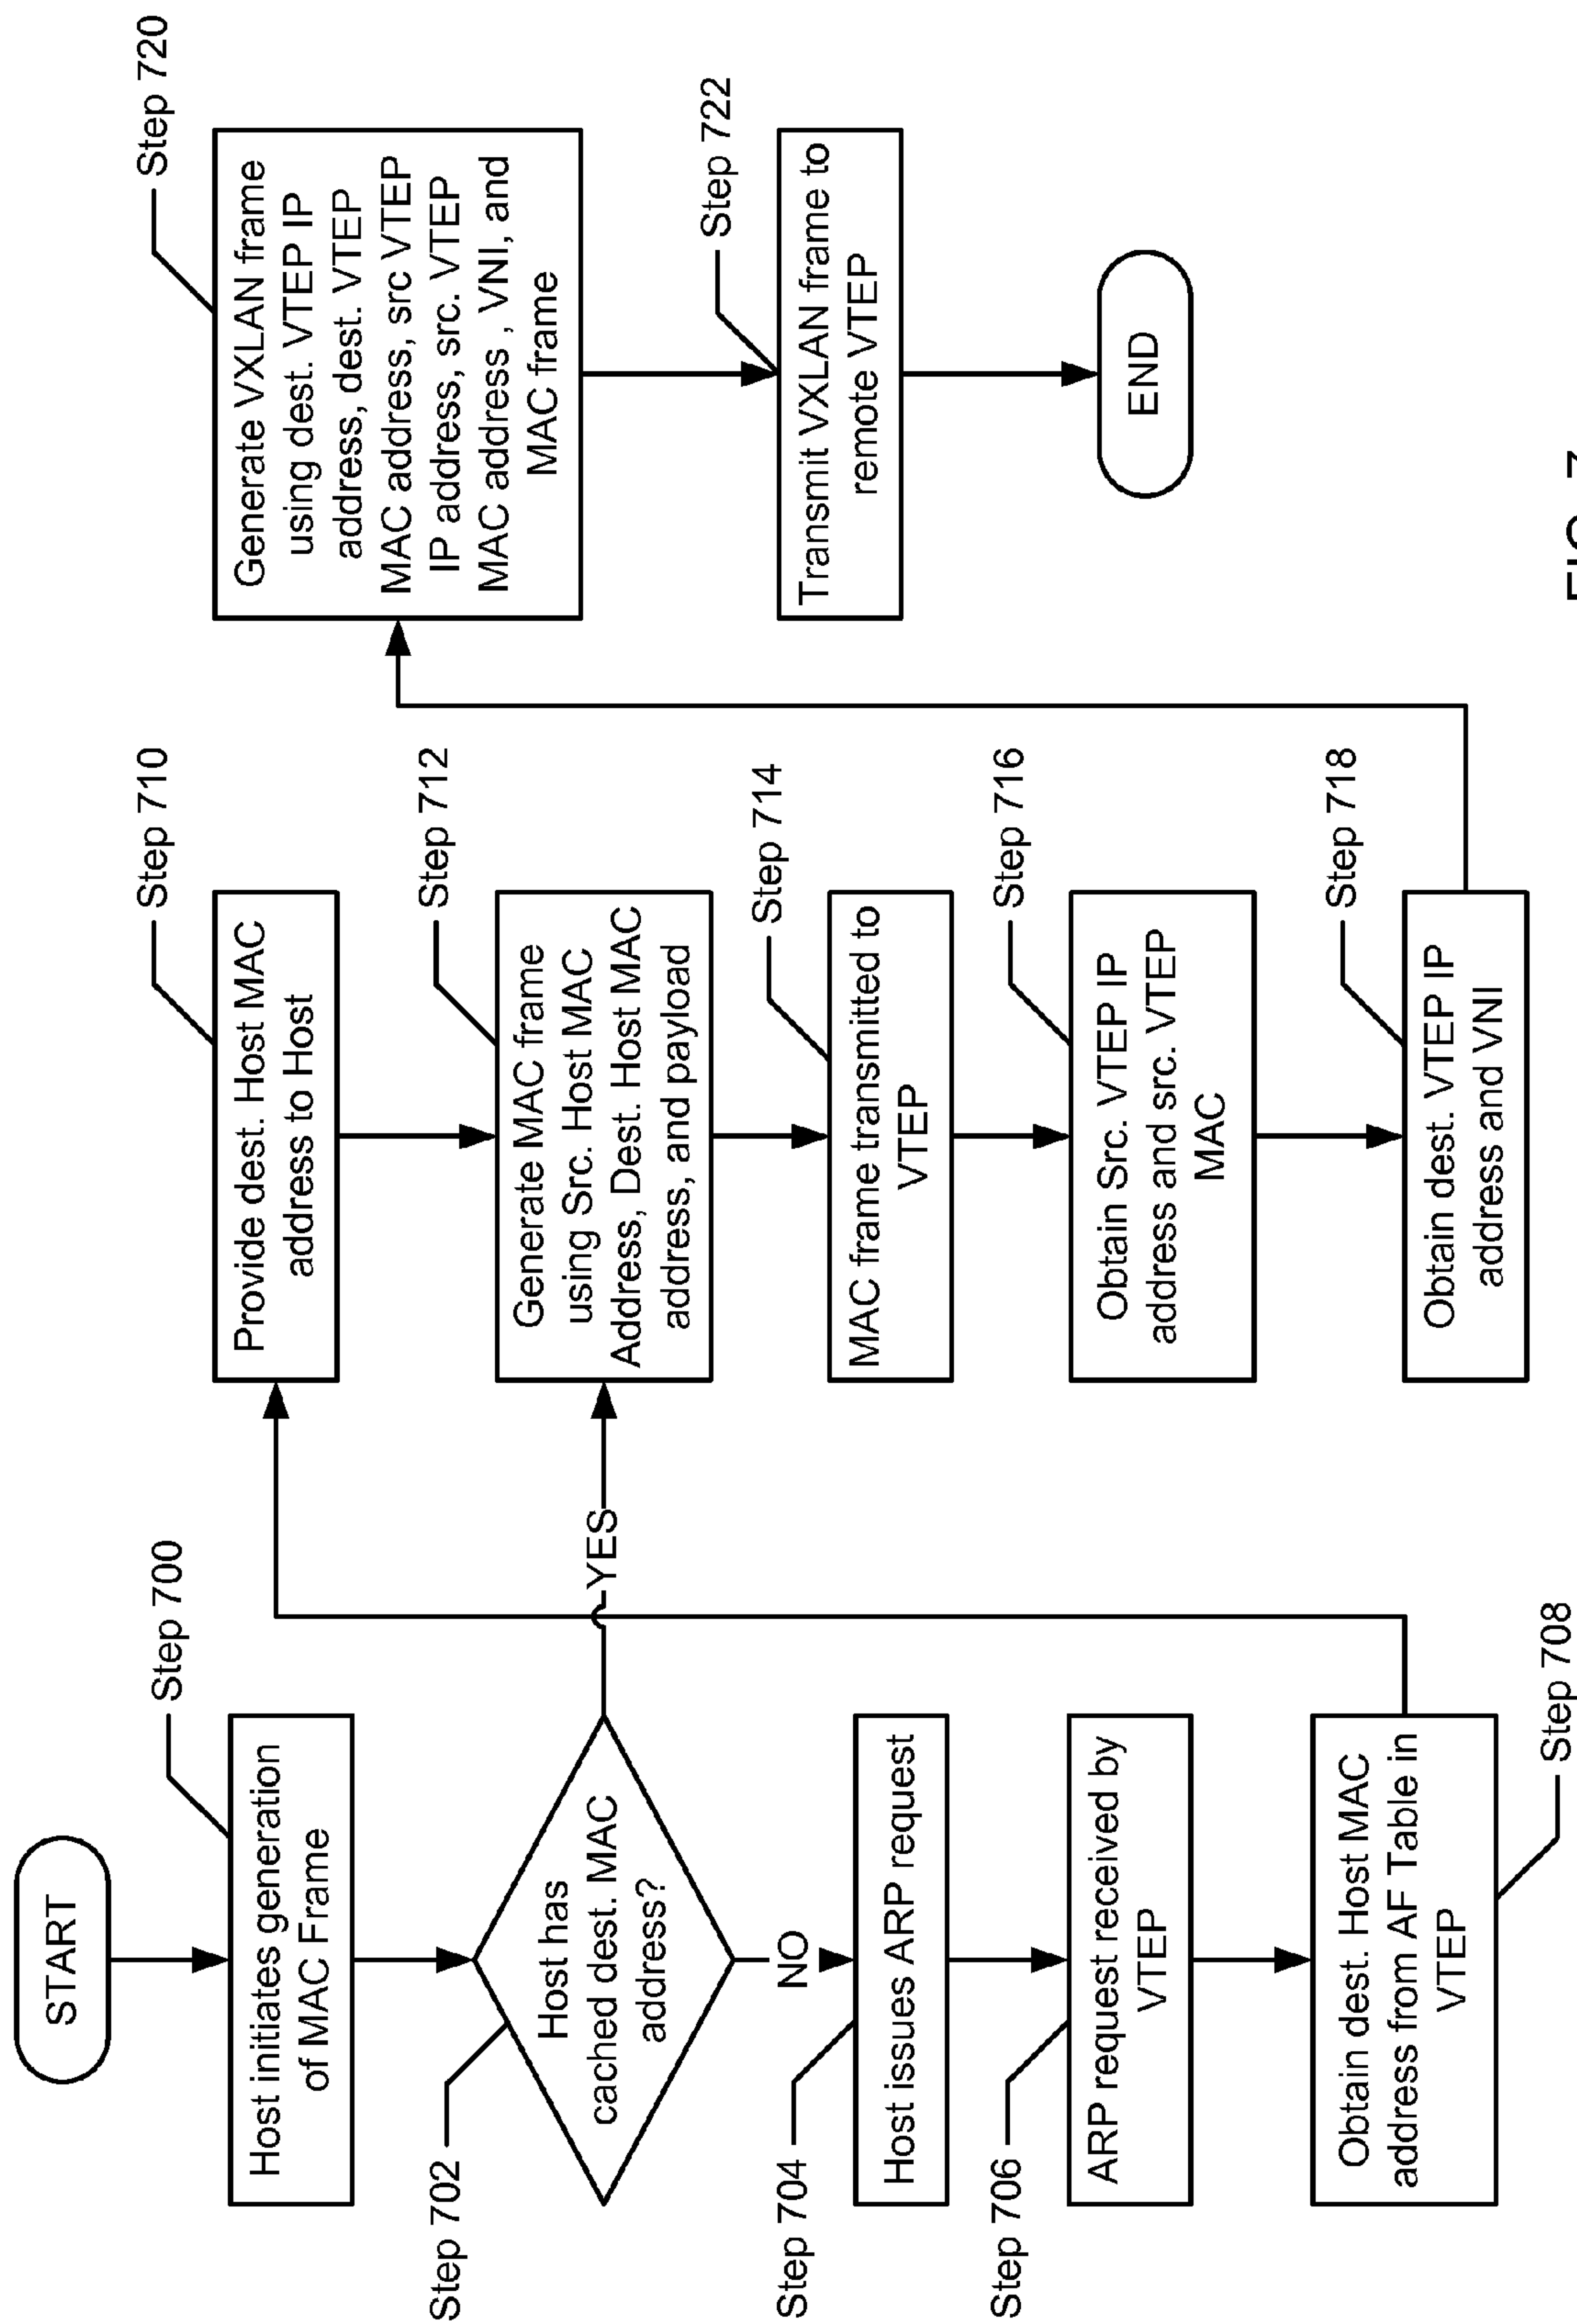 START
Step 700
Host initiates generation
of MAC Frame
Step 702
Host has
cached dest. MAC
address?
YES
NO
Step 704
Host issues ARP request
Step 706
ARP request received by
VTEP
Obtain dest. Host MAC
address from AF Table in
VTEP
Step 708
Step 710
Provide dest. Host MAC
address to Host
Step 712
Generate MAC frame
using Src. Host MAC
Address, Dest. Host MAC
address, and payload
Step 714
MAC frame transmitted to
VTEP
Step 716
Obtain Src. VTEP IP
address and src. VTEP
MAC
Step 718
Obtain dest. VTEP IP
address and VNI
Step 720
Generate VXLAN frame
using dest. VTEP IP
address, dest. VTEP
MAC address, src VTEP
IP address, src. VTEP
MAC address , VNI, and
MAC frame
Step 722
Transmit VXLAN frame to
remote VTEP
END
FIG. 7